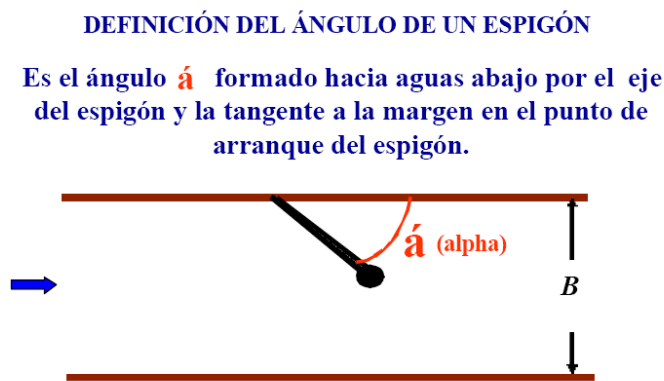 DEFINICIÓN DEL ÁNGULO DE UN ESPIGÓN
Es el ángulo á formado hacia aguas abajo por el eje
del espigón y la tangente a la margen en el punto de
arranque del espigón.
á (alpha)
B